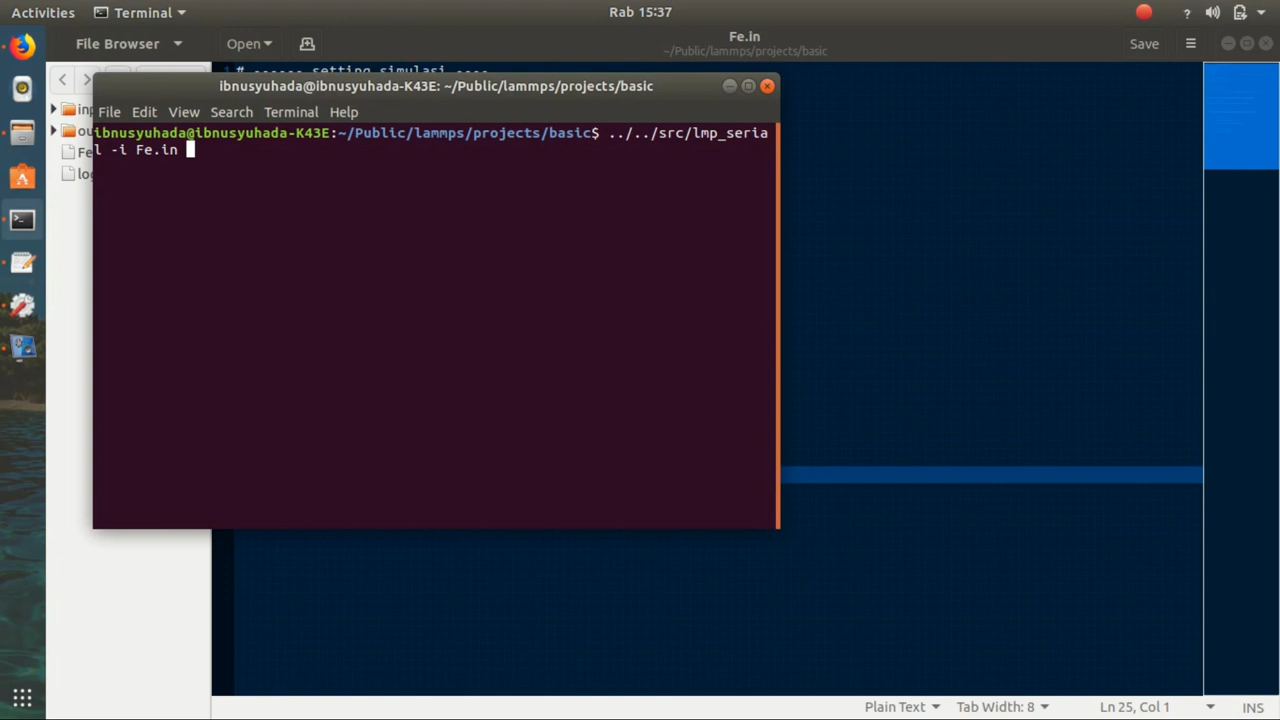 Activities Terminal Rab 15:37
File Browser Open Fe.in Save
~/Public/lammps/projects/basic
ibnusyuhada@ibnusyuhada-K43E: ~/Public/lammps/projects/basic
File Edit View Search Terminal Help
ibnusyuhada@ibnusyuhada-K43E:~/Public/lammps/projects/basic$ ../../src/lmp_seria
l -i Fe.in
Plain Text Tab Width: 8 Ln 25, Col 1 INS